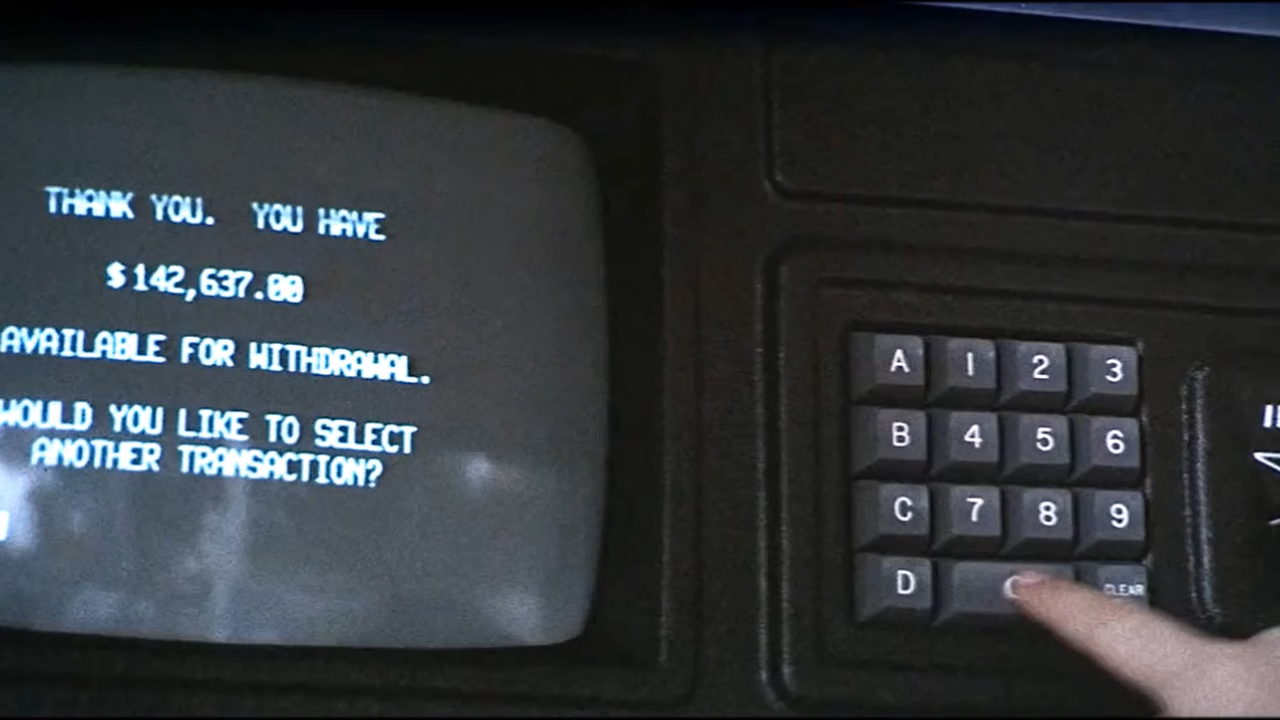 THANK YOU. YOU HAVE
$142,637.00
AVAILABLE FOR WITHDRAWAL.
WOULD YOU LIKE TO SELECT
ANOTHER TRANSACTION?
A 1 2 3
B 4 5 6
C 7 8 9
D CLEAR